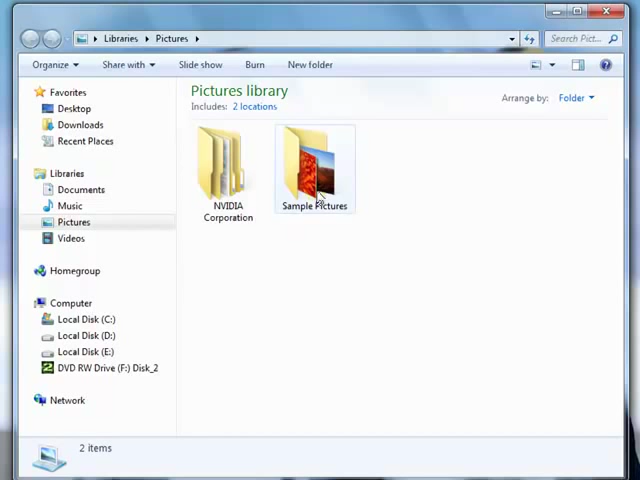 Libraries Pictures
Search Pict...
Organize Share with Slide show Burn New folder
Favorites
Desktop
Downloads
Recent Places
Libraries
Documents
Music
Pictures
Videos
Homegroup
Computer
Local Disk (C:)
Local Disk (D:)
Local Disk (E:)
2 DVD RW Drive (F:) Disk_2
Network
Pictures library
Includes: 2 locations
Arrange by: Folder
NVIDIA
Corporation
Sample Pictures
2 items